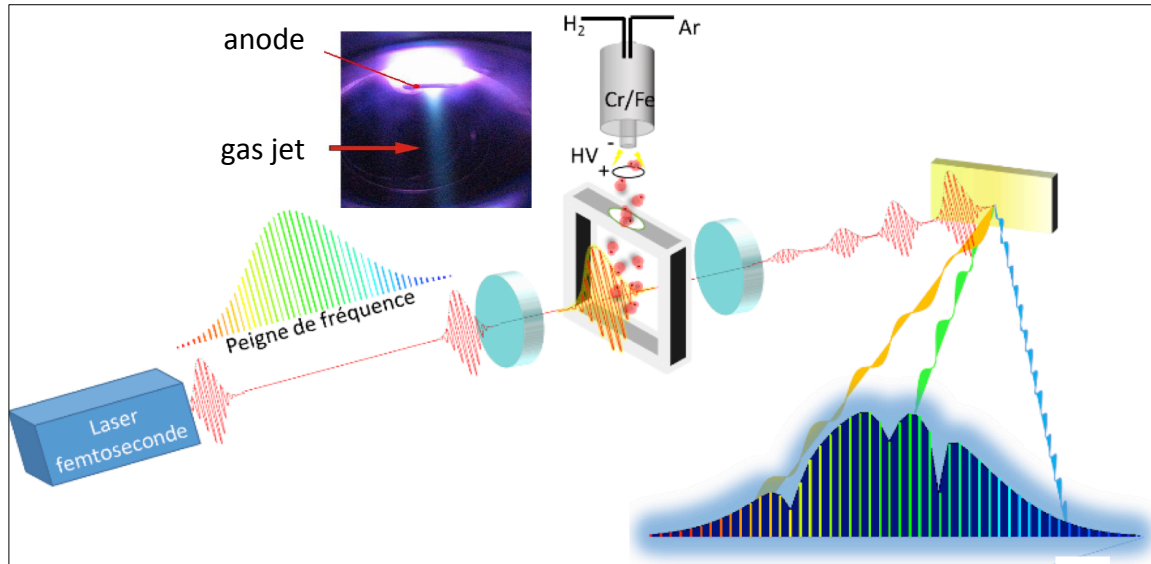 anode
gas jet
H₂
Ar
Cr/Fe
-
HV
+
Peigne de fréquence
Laser
femtoseconde